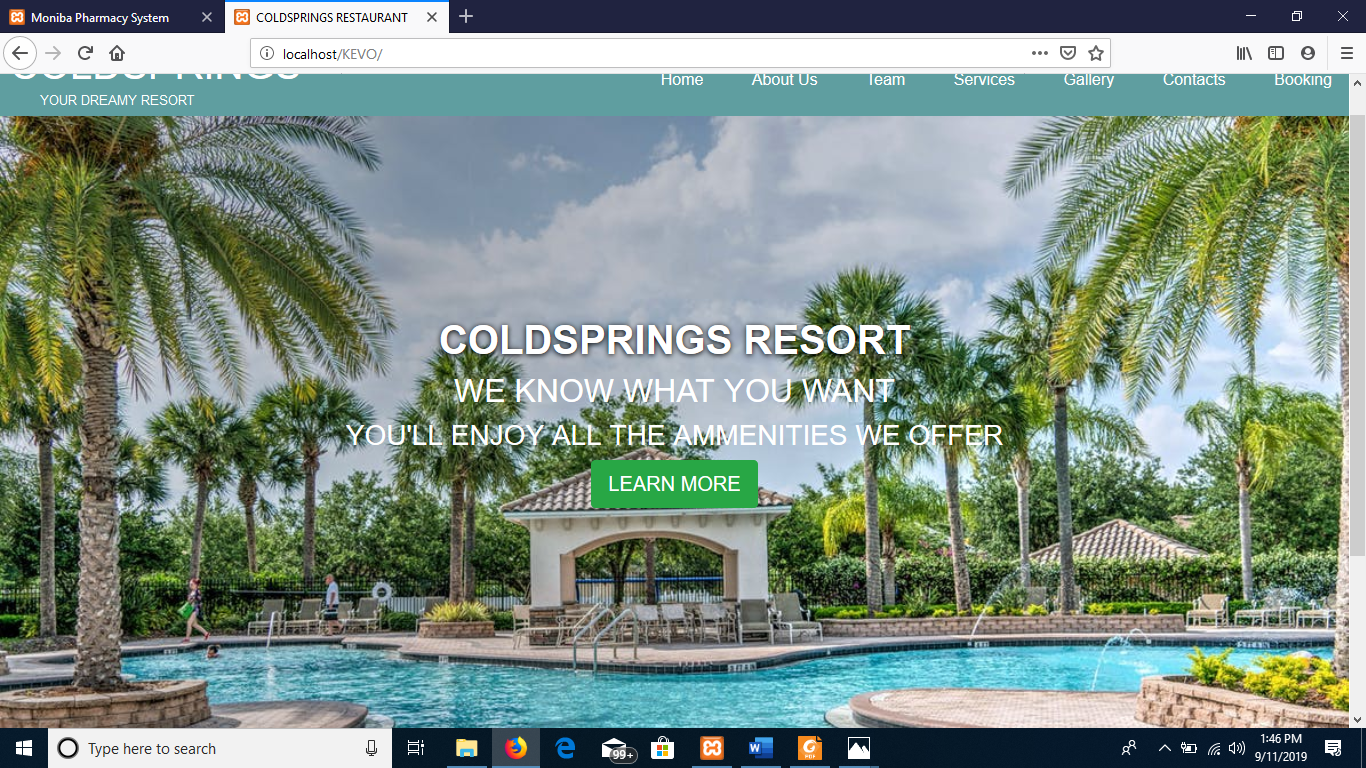 Moniba Pharmacy System
COLDSPRINGS RESTAURANT
localhost/KEVO/
COLDSPRINGS
Home About Us Team Services Gallery Contacts Booking
YOUR DREAMY RESORT
COLDSPRINGS RESORT
WE KNOW WHAT YOU WANT
YOU'LL ENJOY ALL THE AMMENITIES WE OFFER
LEARN MORE
Type here to search
99+
W
PDF
1:46 PM
9/11/2019